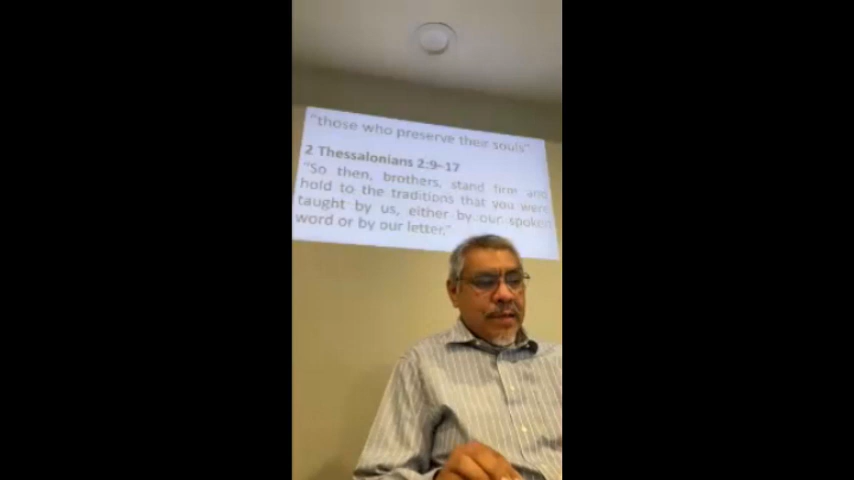 "those who preserve their souls"
2 Thessalonians 2:9-17
"So then, brothers, stand firm and
hold to the traditions that you were
taught by us, either by our spoken
word or by our letter."